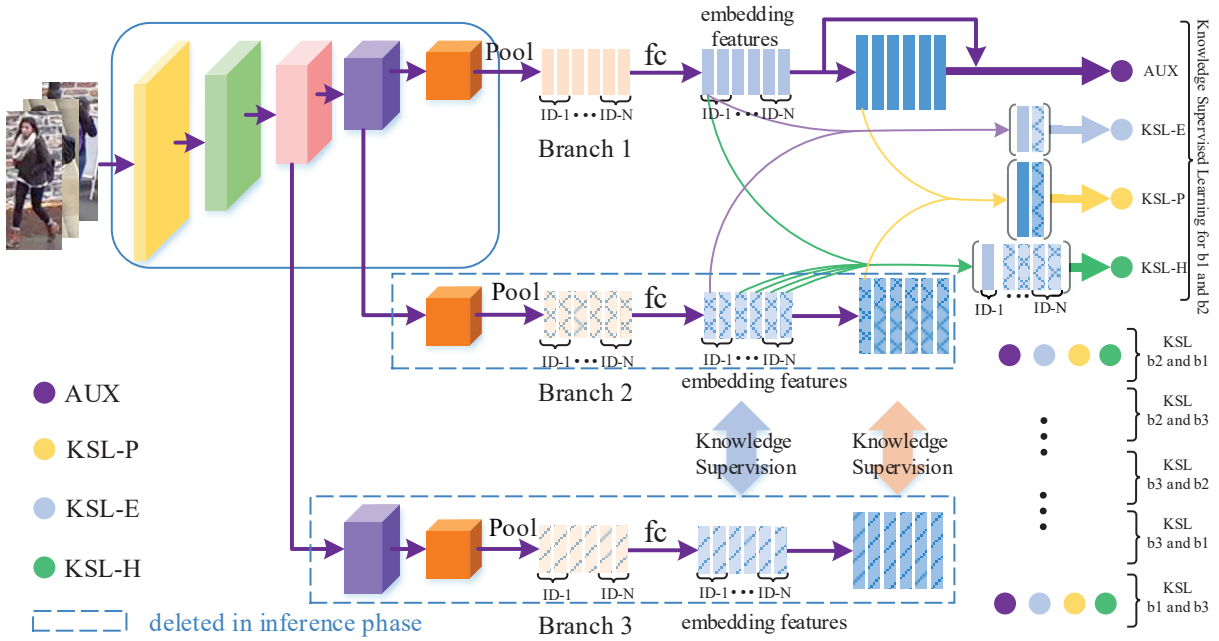 Pool
fc
embedding
features
ID-1 ••• ID-N
ID-1 ••• ID-N
Branch 1
AUX
KSL-E
KSL-P
KSL-H
ID-1 ••• ID-N
Knowledge Supervised Learning for b1 and b2
Pool
fc
ID-1 ••• ID-N
ID-1 ••• ID-N
Branch 2
embedding features
KSL
b2 and b1
KSL
b2 and b3
KSL
b3 and b2
KSL
b3 and b1
KSL
b1 and b3
Knowledge
Supervision
Knowledge
Supervision
AUX
KSL-P
KSL-E
KSL-H
deleted in inference phase
Pool
fc
ID-1 ••• ID-N
ID-1 ••• ID-N
Branch 3
embedding features